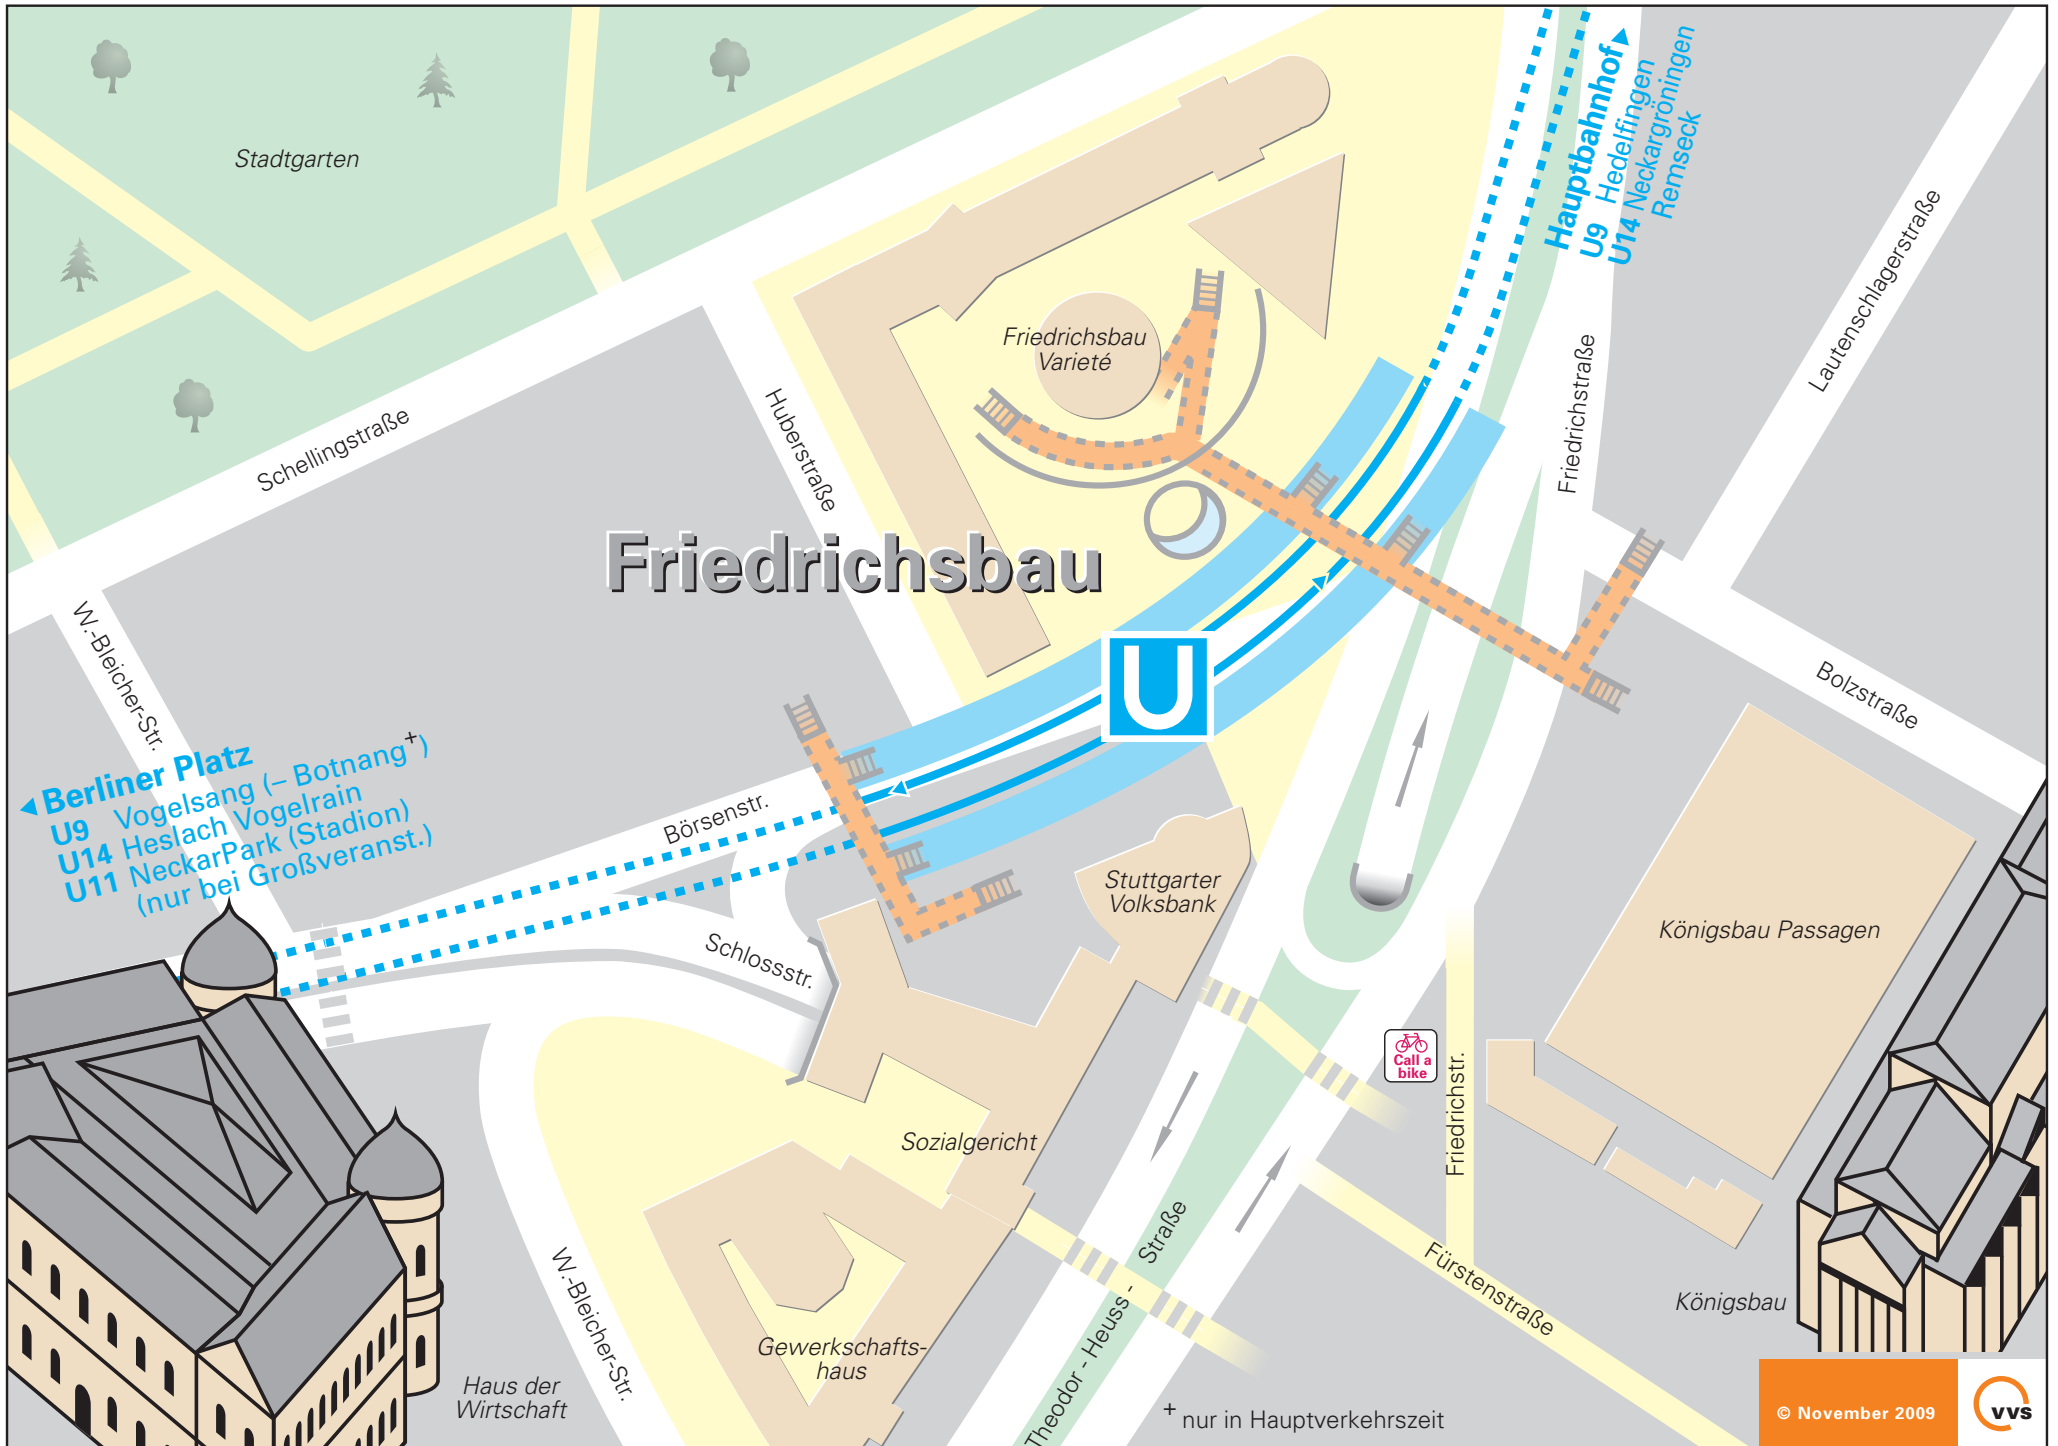 Stadtgarten
Hauptbahnhof
U9 Hedelfingen
U14 Neckargröningen
Remseck
Lautenschlagerstraße
Friedrichsbau
Varieté
Friedrichstraße
Schellingstraße
Huberstraße
Friedrichsbau
W.-Bleicher-Str.
U
Bolzstraße
Berliner Platz
U9 Vogelsang (– Botnang+)
U14 Heslach Vogelrain
U11 NeckarPark (Stadion)
(nur bei Großveranst.)
Börsenstr.
Stuttgarter
Volksbank
Schlossstr.
Königsbau Passagen
Call a
bike
Friedrichstr.
Sozialgericht
Theodor - Heuss - Straße
Fürstenstraße
Königsbau
W.-Bleicher-Str.
Gewerkschafts-
haus
Haus der
Wirtschaft
+ nur in Hauptverkehrszeit
© November 2009
VVS